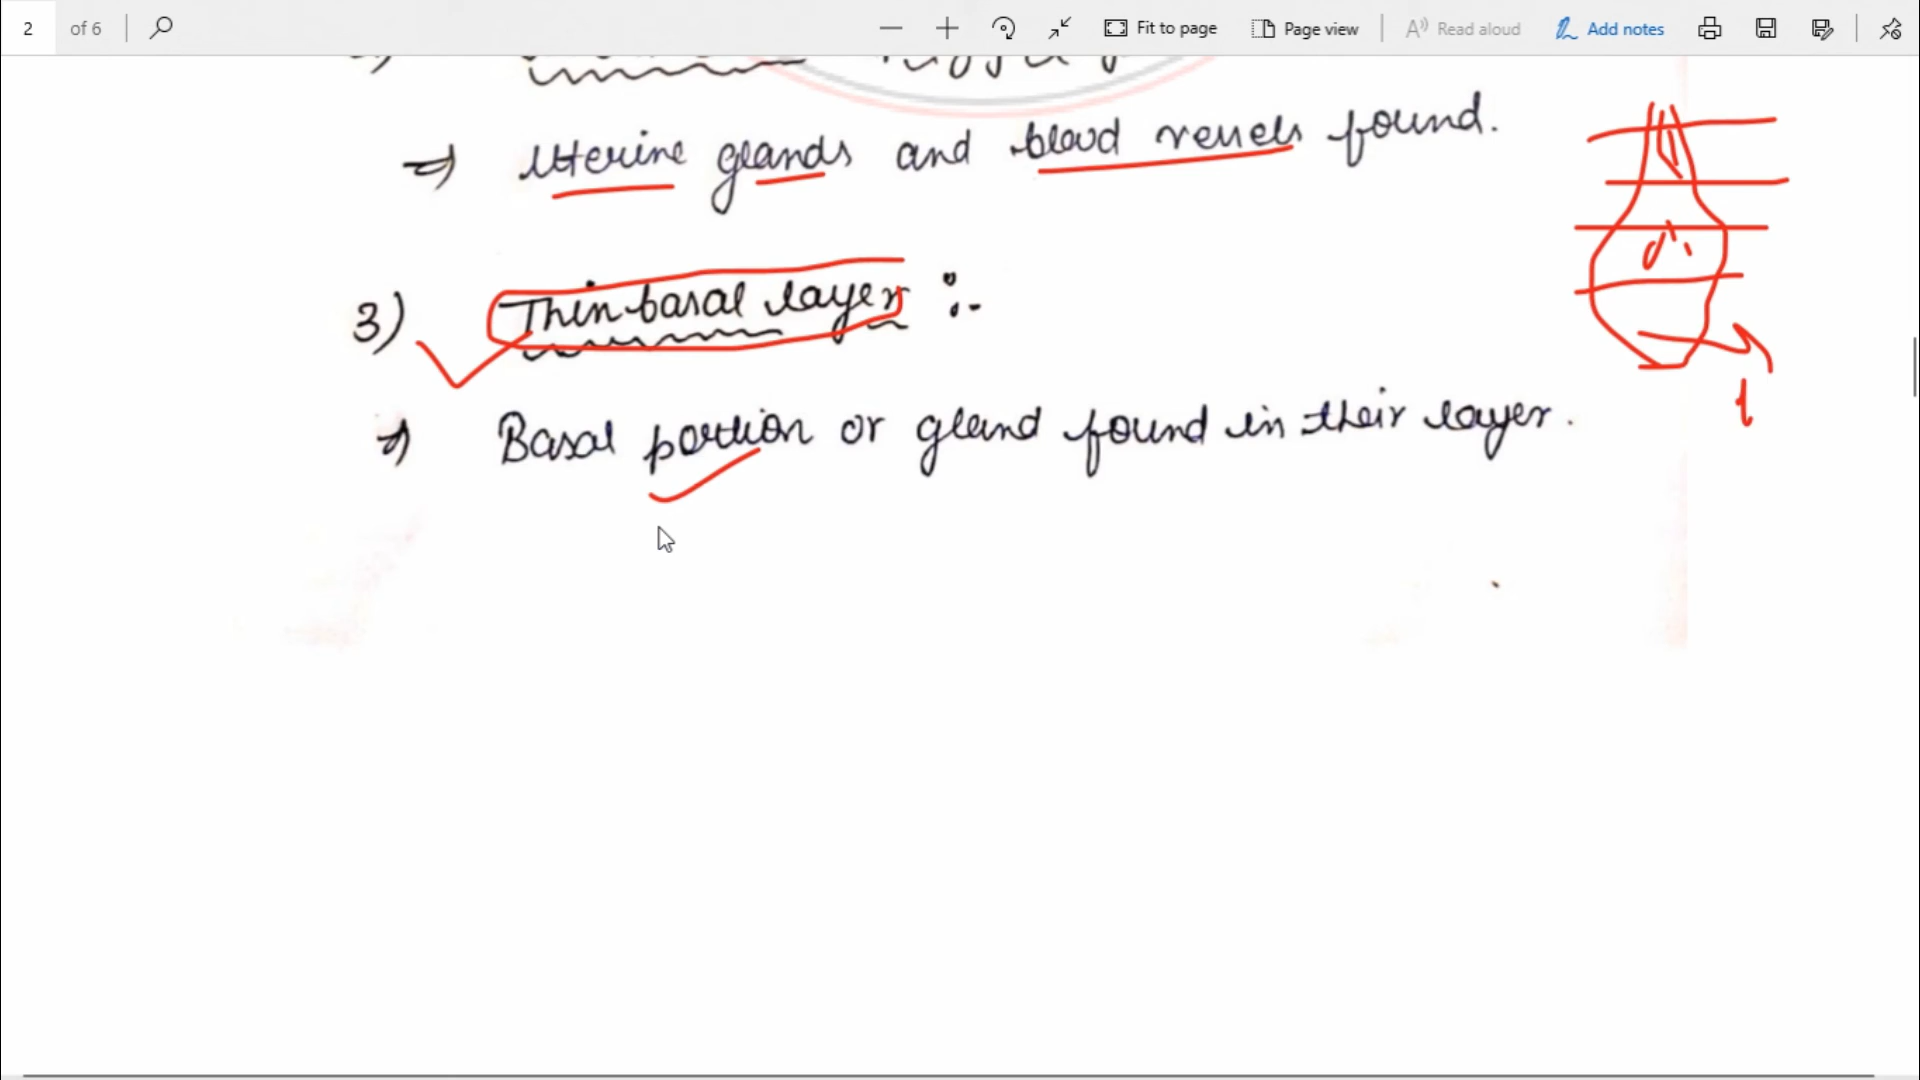 2 of 6 Fit to page Page view Read aloud Add notes
⇒ Uterine glands and blood vessels found.
3) Thin basal layer :-
⇒ Basal portion or gland found in their layer.